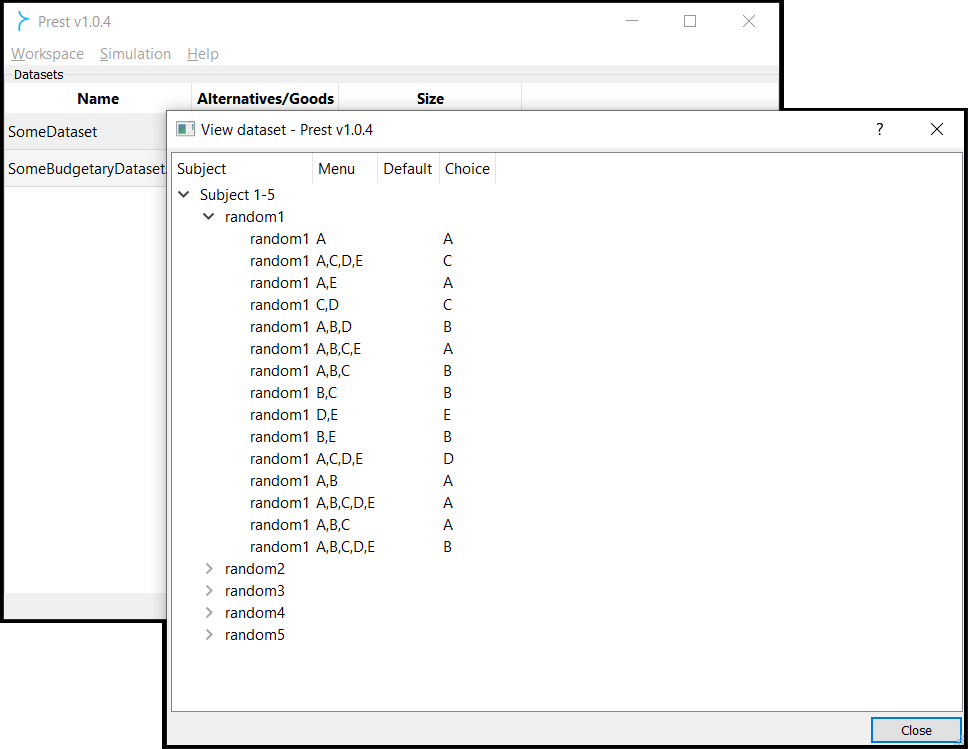 Prest v1.0.4
Workspace Simulation Help
Datasets
Name Alternatives/Goods Size
SomeDataset
SomeBudgetaryDataset
View dataset - Prest v1.0.4 ?
Subject Menu Default Choice
Subject 1-5
random1
random1 A A
random1 A,C,D,E C
random1 A,E A
random1 C,D C
random1 A,B,D B
random1 A,B,C,E A
random1 A,B,C B
random1 B,C B
random1 D,E E
random1 B,E B
random1 A,C,D,E D
random1 A,B A
random1 A,B,C,D,E A
random1 A,B,C A
random1 A,B,C,D,E B
random2
random3
random4
random5
Close